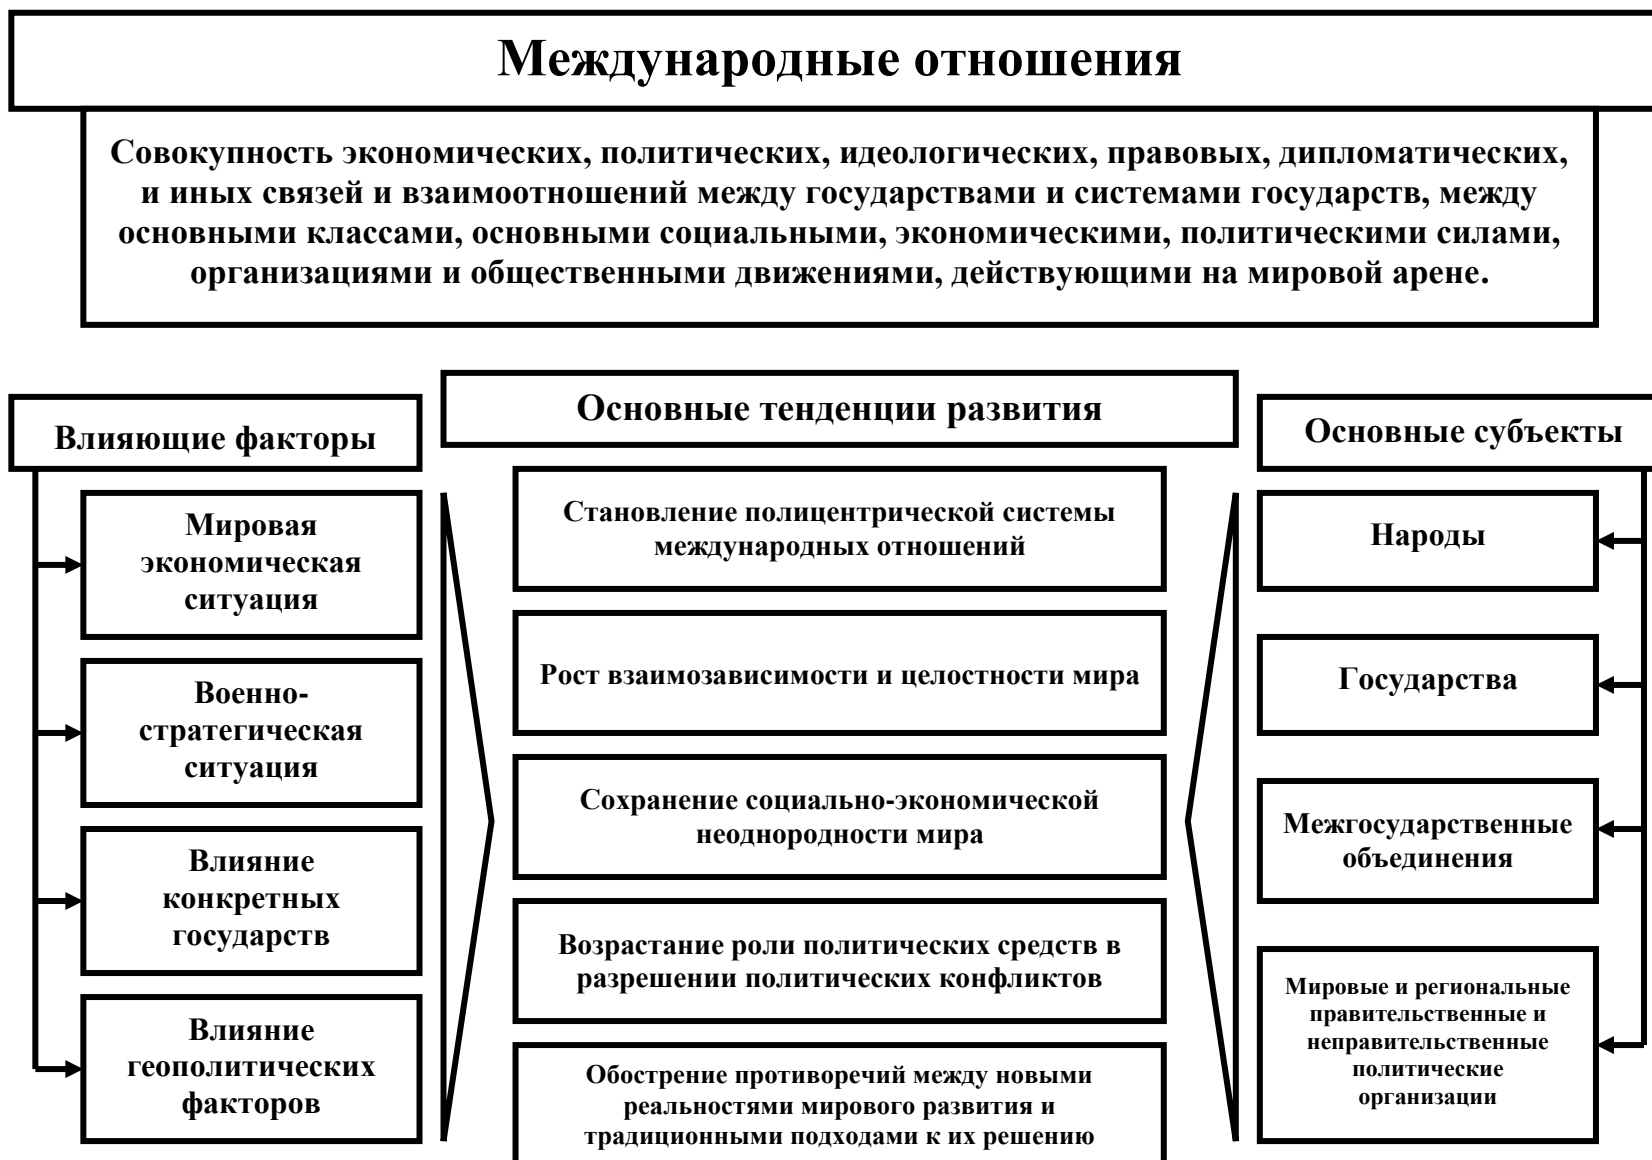 Международные отношения
Совокупность экономических, политических, идеологических, правовых, дипломатических,
и иных связей и взаимоотношений между государствами и системами государств, между
основными классами, основными социальными, экономическими, политическими силами,
организациями и общественными движениями, действующими на мировой арене.
Влияющие факторы
Мировая
экономическая
ситуация
Военно-
стратегическая
ситуация
Влияние
конкретных
государств
Влияние
геополитических
факторов
Основные тенденции развития
Становление полицентрической системы
международных отношений
Рост взаимозависимости и целостности мира
Сохранение социально-экономической
неоднородности мира
Возрастание роли политических средств в
разрешении политических конфликтов
Обострение противоречий между новыми
реальностями мирового развития и
традиционными подходами к их решению
Основные субъекты
Народы
Государства
Межгосударственные
объединения
Мировые и региональные
правительственные и
неправительственные
политические
организации